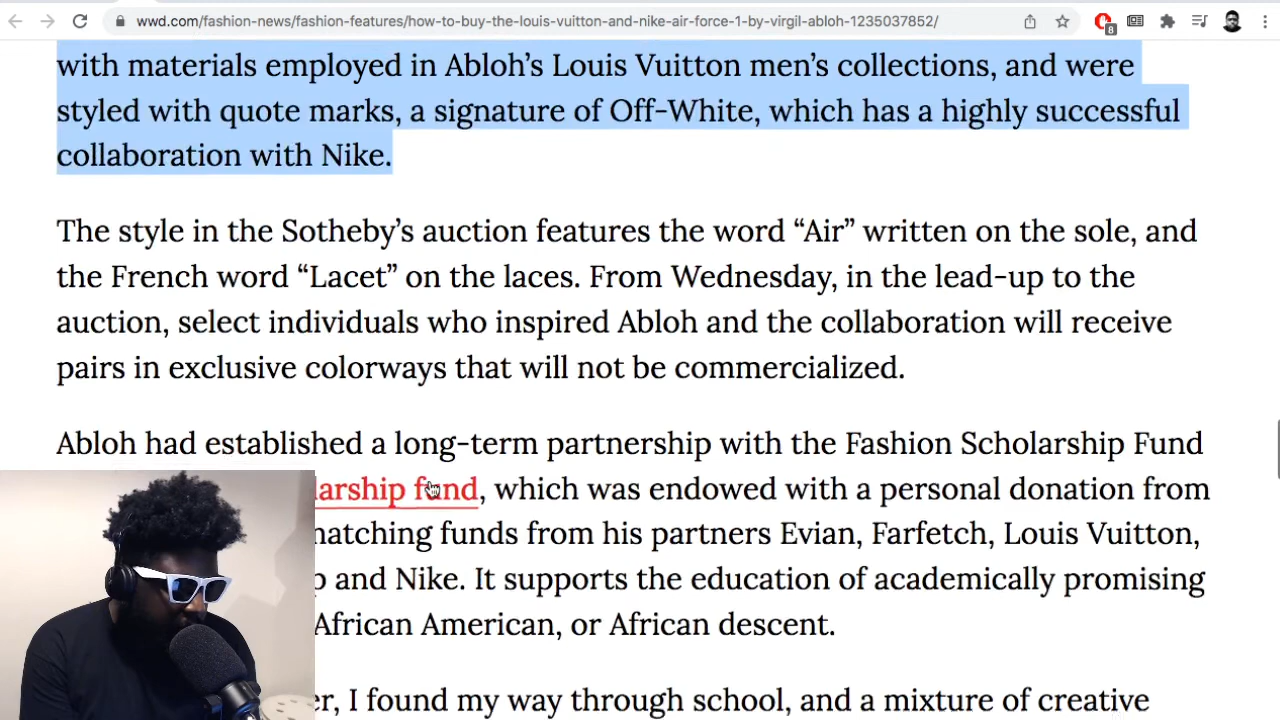 wwd.com/fashion-news/fashion-features/how-to-buy-the-louis-vuitton-and-nike-air-force-1-by-virgil-abloh-1235037852/
8
with materials employed in Abloh’s Louis Vuitton men’s collections, and were
styled with quote marks, a signature of Off-White, which has a highly successful
collaboration with Nike.
The style in the Sotheby’s auction features the word “Air” written on the sole, and
the French word “Lacet” on the laces. From Wednesday, in the lead-up to the
auction, select individuals who inspired Abloh and the collaboration will receive
pairs in exclusive colorways that will not be commercialized.
Abloh had established a long-term partnership with the Fashion Scholarship Fund
larship fund, which was endowed with a personal donation from
matching funds from his partners Evian, Farfetch, Louis Vuitton,
p and Nike. It supports the education of academically promising
African American, or African descent.
er, I found my way through school, and a mixture of creative